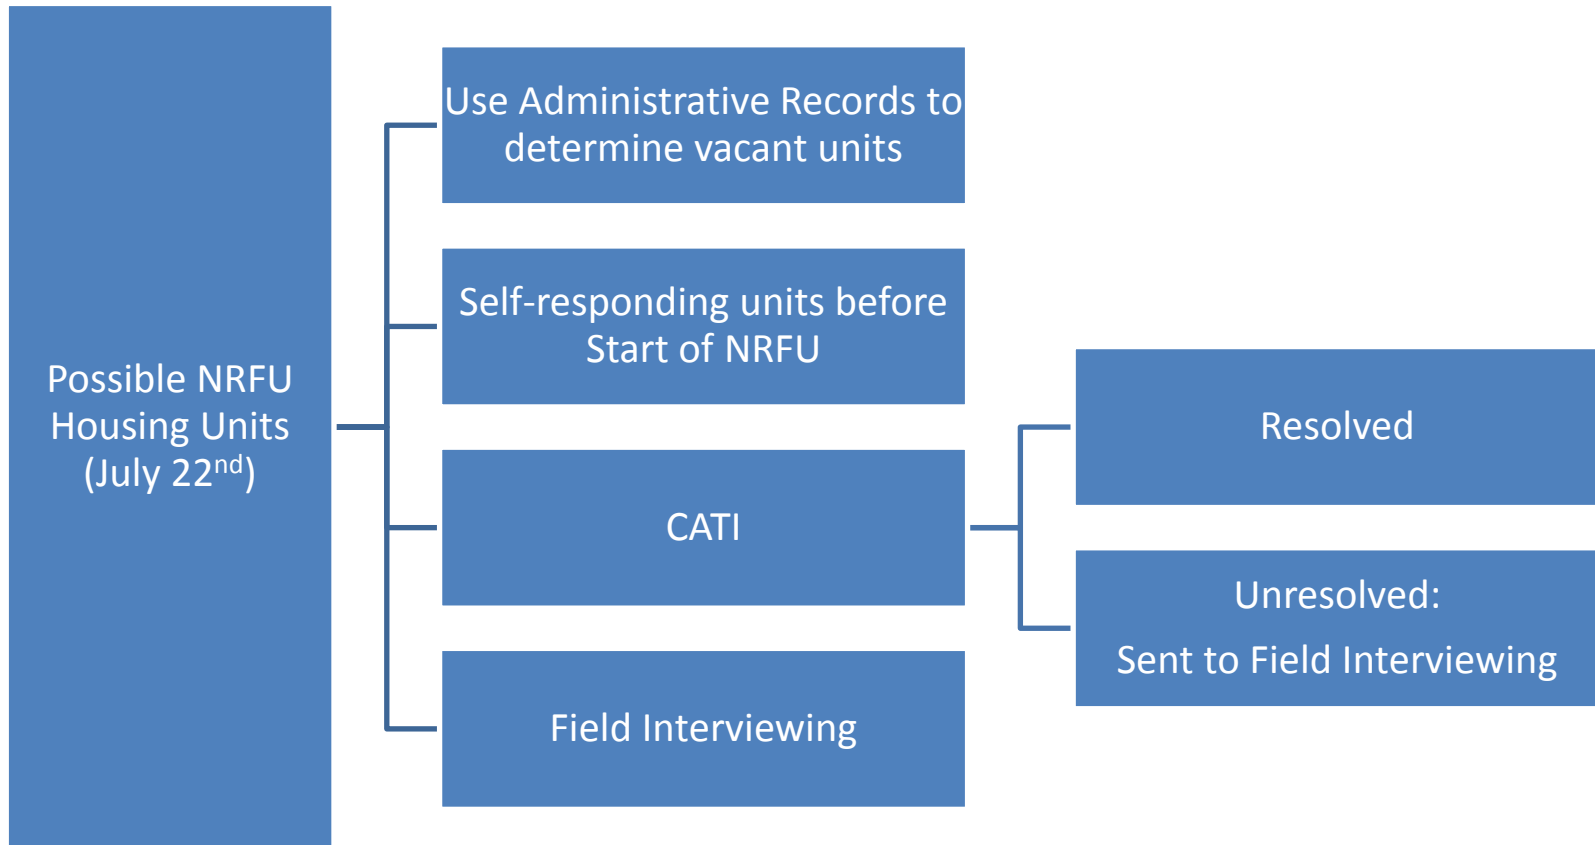 Possible NRFU
Housing Units
(July 22nd)
Use Administrative Records to
determine vacant units
Self-responding units before
Start of NRFU
CATI
Field Interviewing
Resolved
Unresolved:
Sent to Field Interviewing